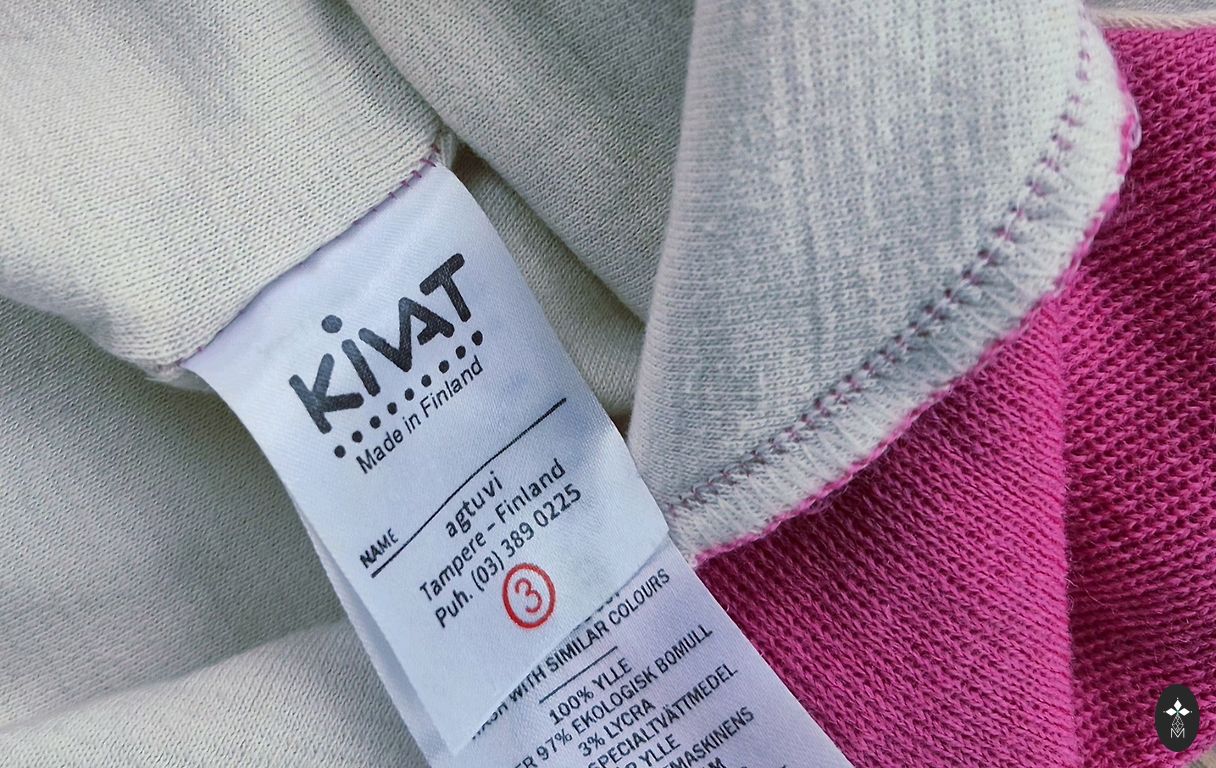 KiVAT
Made in Finland
NAME
agtuvi
Tampere – Finland
Puh. (03) 389 0225
3
WITH SIMILAR COLOURS
100% YLLE
97% EKOLOGISK BOMULL
3% LYCRA
SPECIALTVÄTTMEDEL
YLLE
M